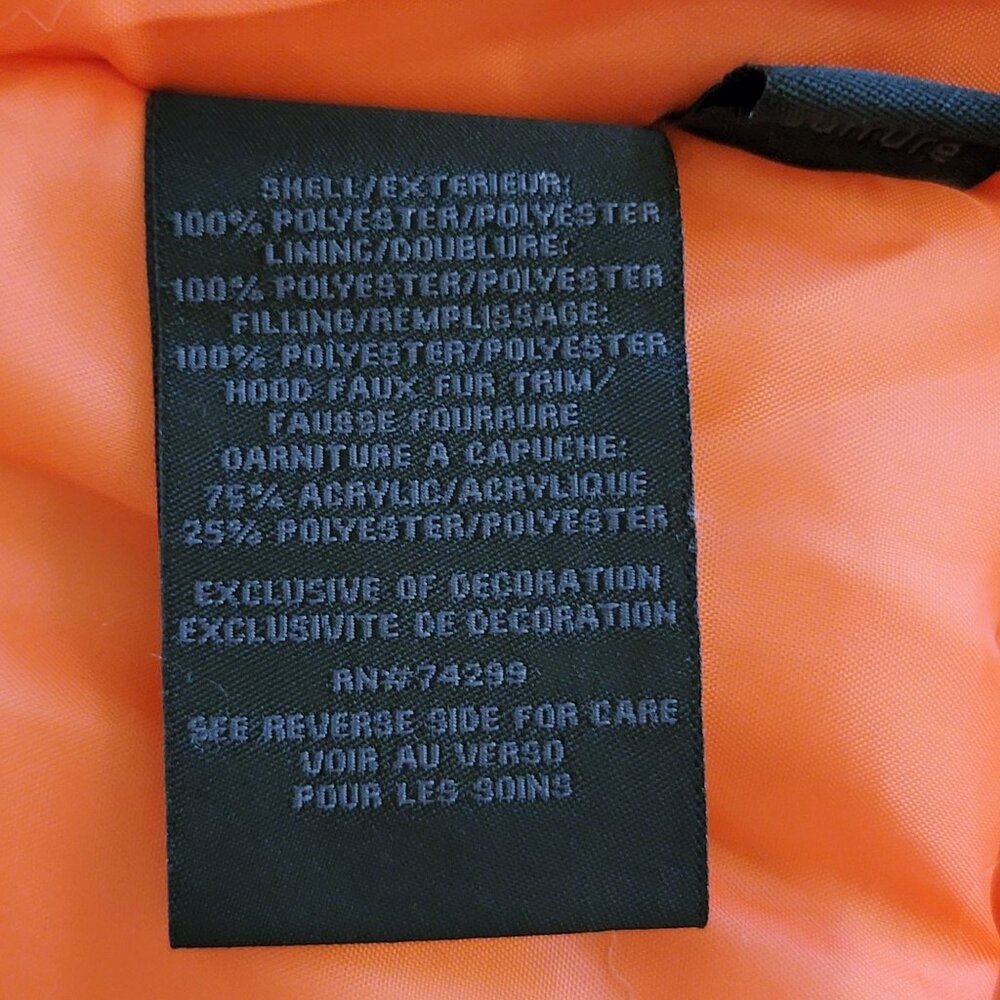 SHELL/EXTERIEUR:
100% POLYESTER/POLYESTER
LINING/DOUBLURE:
100% POLYESTER/POLYESTER
FILLING/REMPLISSAGE:
100% POLYESTER/POLYESTER
HOOD FAUX FUR TRIM/
FAUSSE FOURRURE
GARNITURE A CAPUCHE:
75% ACRYLIC/ACRYLIQUE
25% POLYESTER/POLYESTER
EXCLUSIVE OF DECORATION
EXCLUSIVITE DE DECORATION
RN#74299
SEE REVERSE SIDE FOR CARE
VOIR AU VERSO
POUR LES SOINS